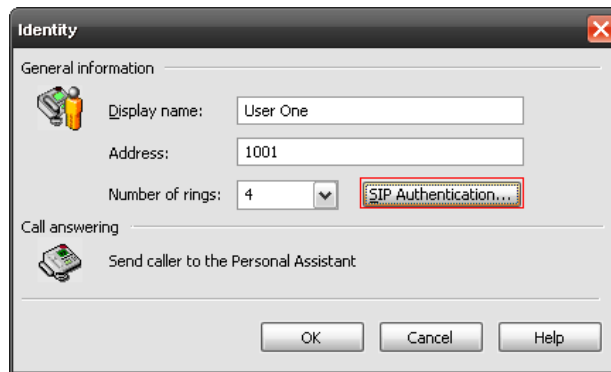 Identity
General information
Display name: User One
Address: 1001
Number of rings: 4 SIP Authentication...
Call answering
Send caller to the Personal Assistant
OK Cancel Help